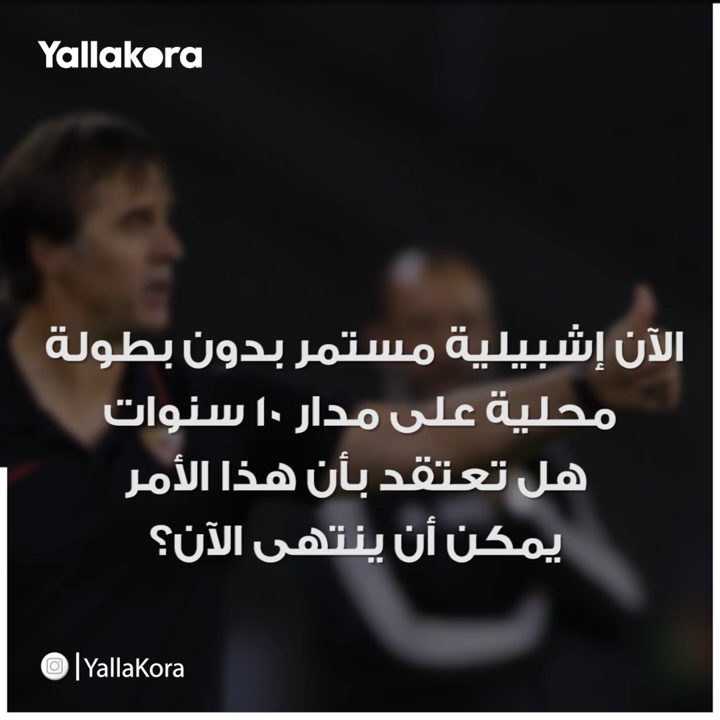 Yallakora
الآن إشبيلية مستمر بدون بطولة
محلية على مدار ١٠ سنوات
هل تعتقد بأن هذا الأمر
يمكن أن ينتهى الآن؟
YallaKora